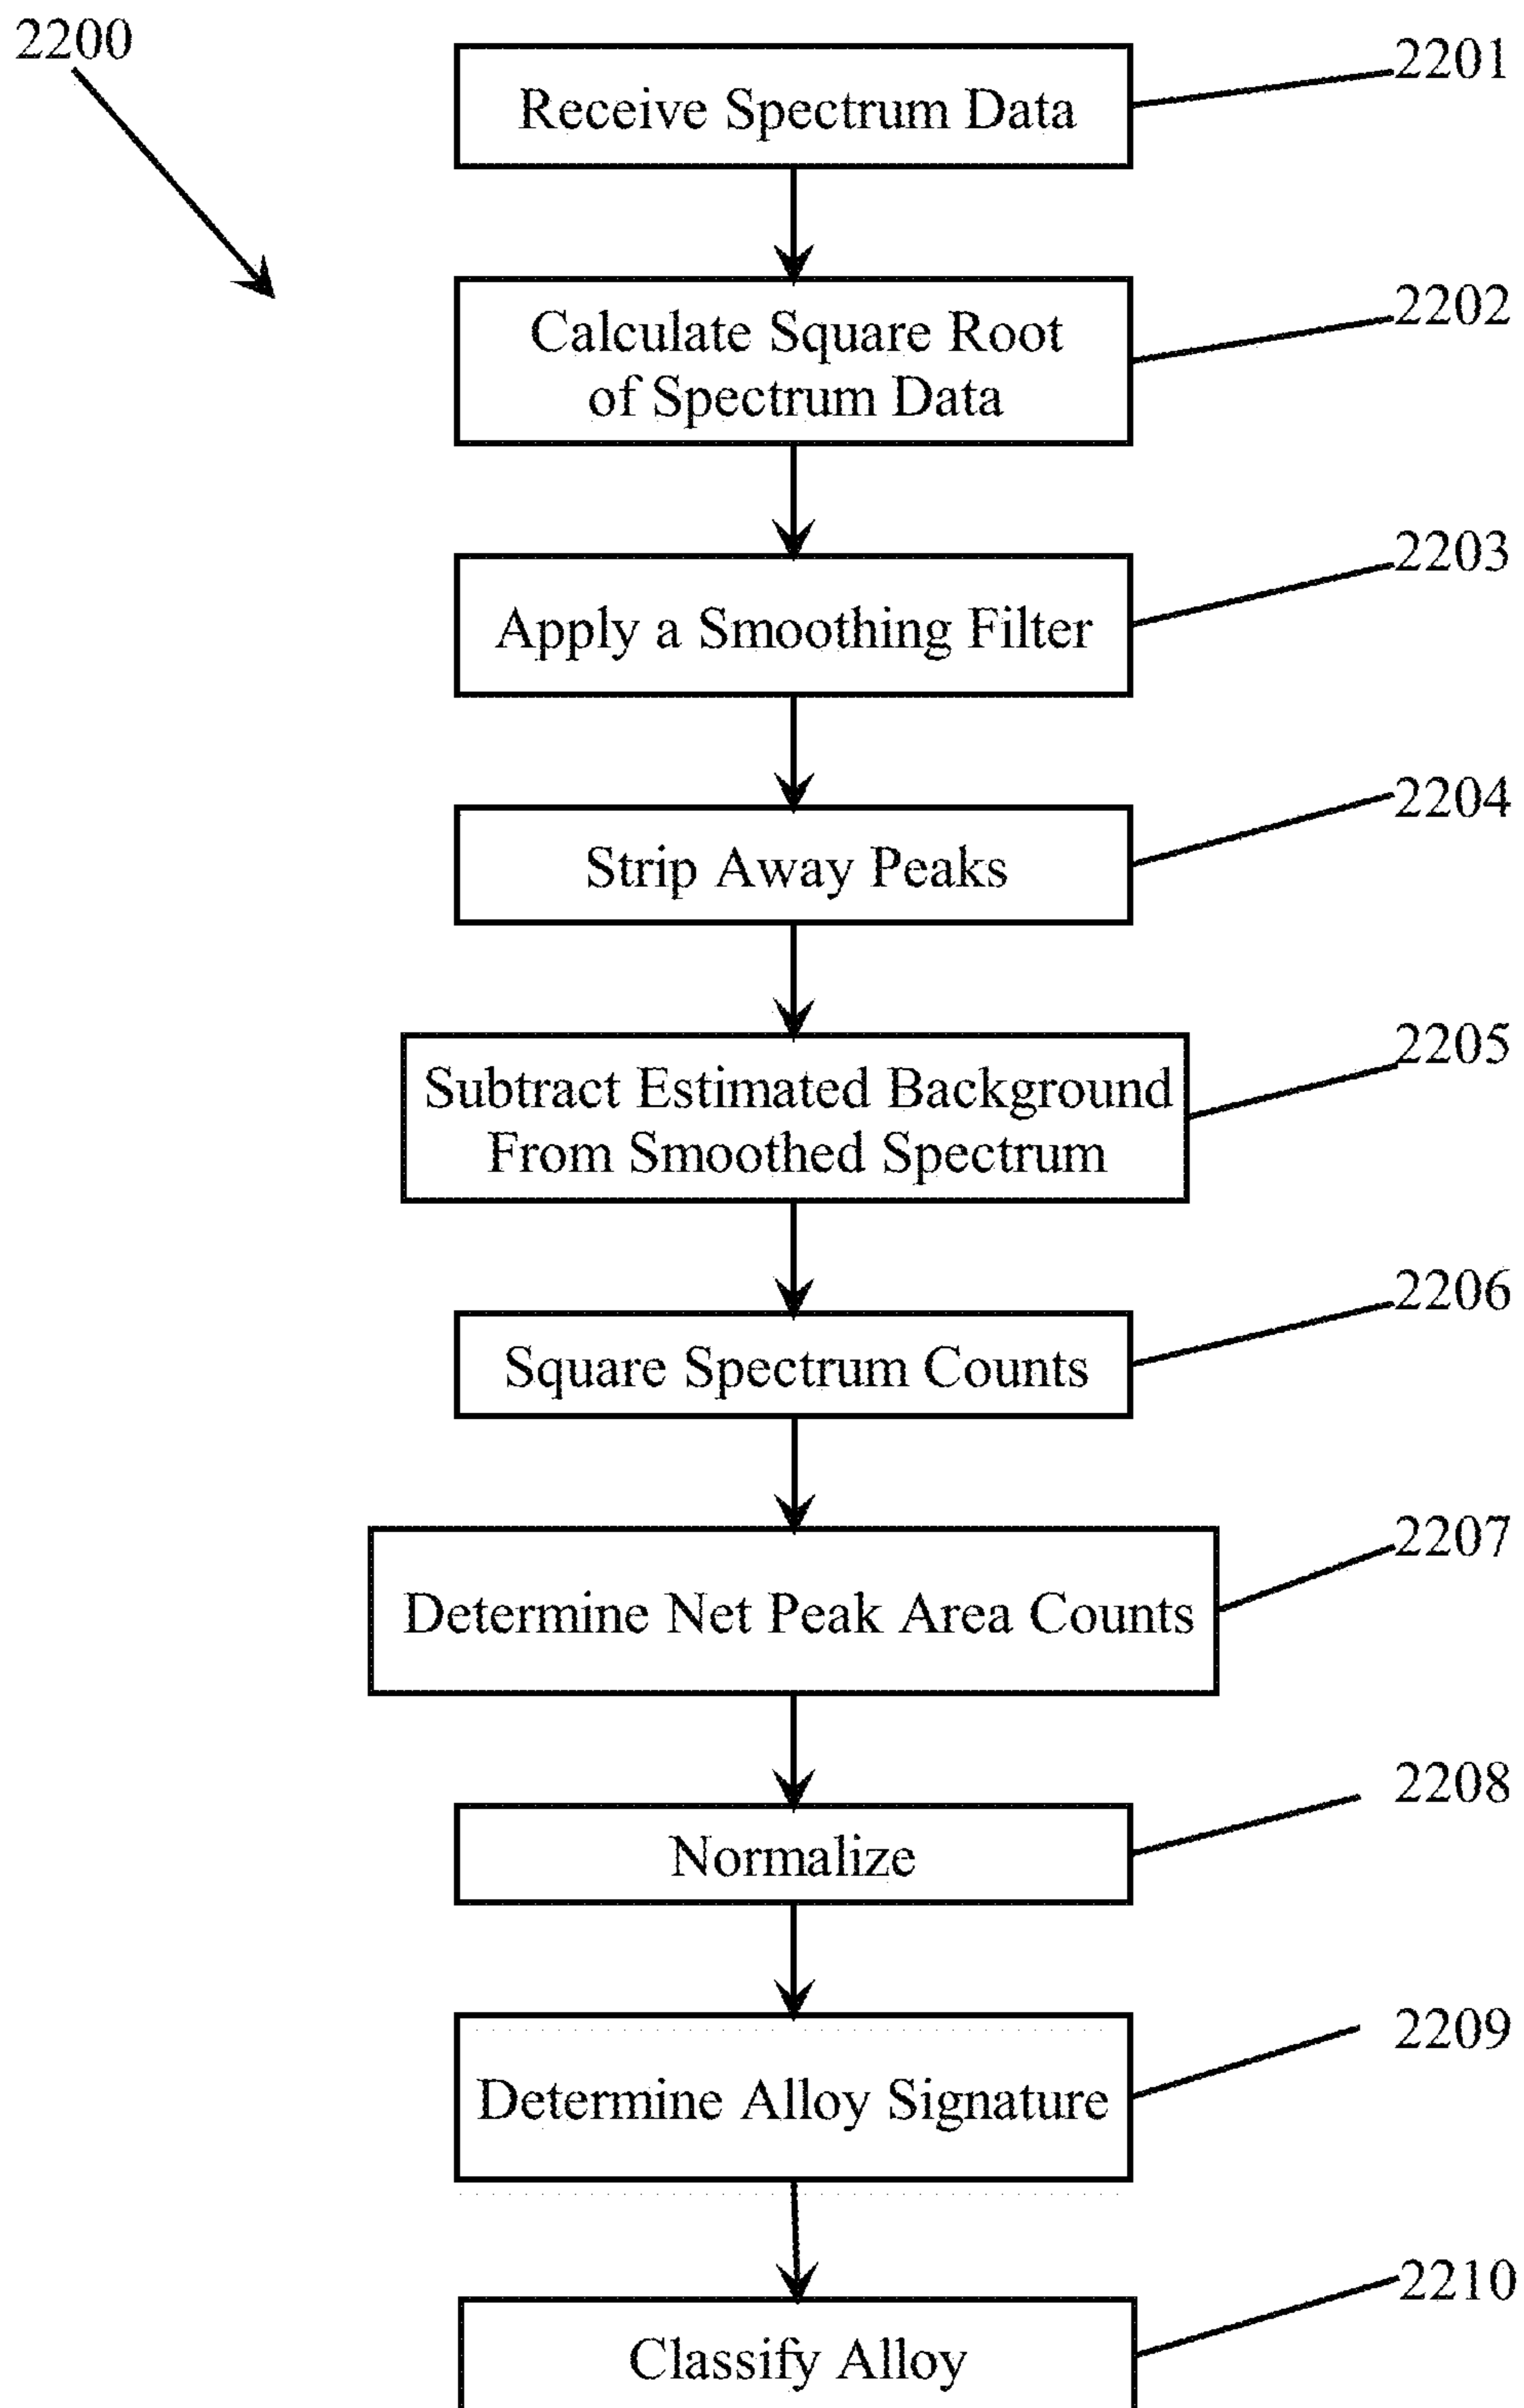 2200
Receive Spectrum Data
2201
Calculate Square Root
of Spectrum Data
2202
Apply a Smoothing Filter
2203
Strip Away Peaks
2204
Subtract Estimated Background
From Smoothed Spectrum
2205
Square Spectrum Counts
2206
Determine Net Peak Area Counts
2207
Normalize
2208
Determine Alloy Signature
2209
Classify Alloy
2210